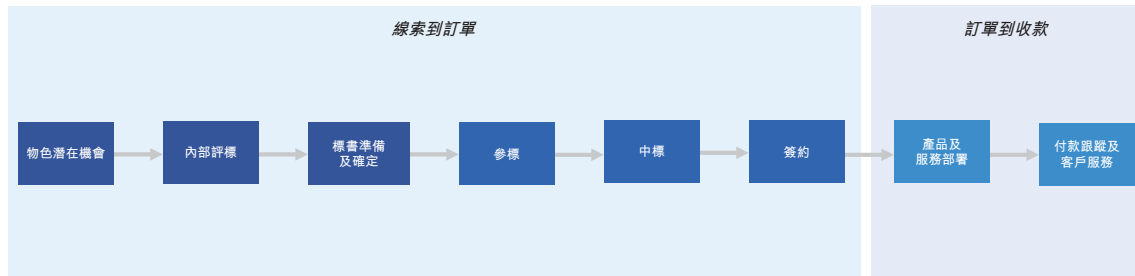 線索到訂單
訂單到收款
物色潛在機會
內部評標
標書準備
及確定
參標
中標
簽約
產品及
服務部署
付款跟蹤及
客戶服務